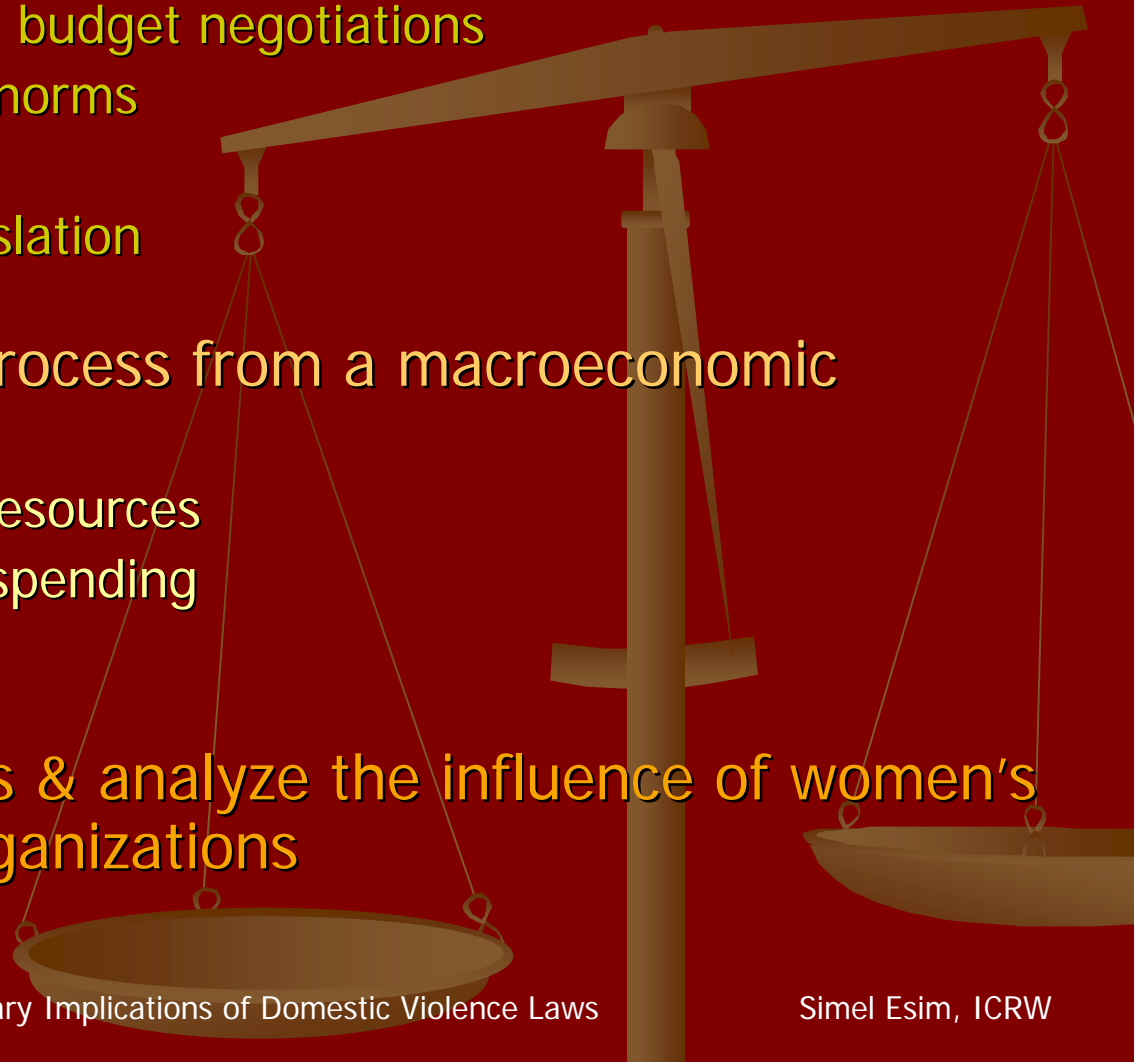 budget negotiations
norms
slation
rocess from a macroeconomic
esources
spending
s & analyze the influence of women's
ganizations
ary Implications of Domestic Violence Laws Simel Esim, ICRW